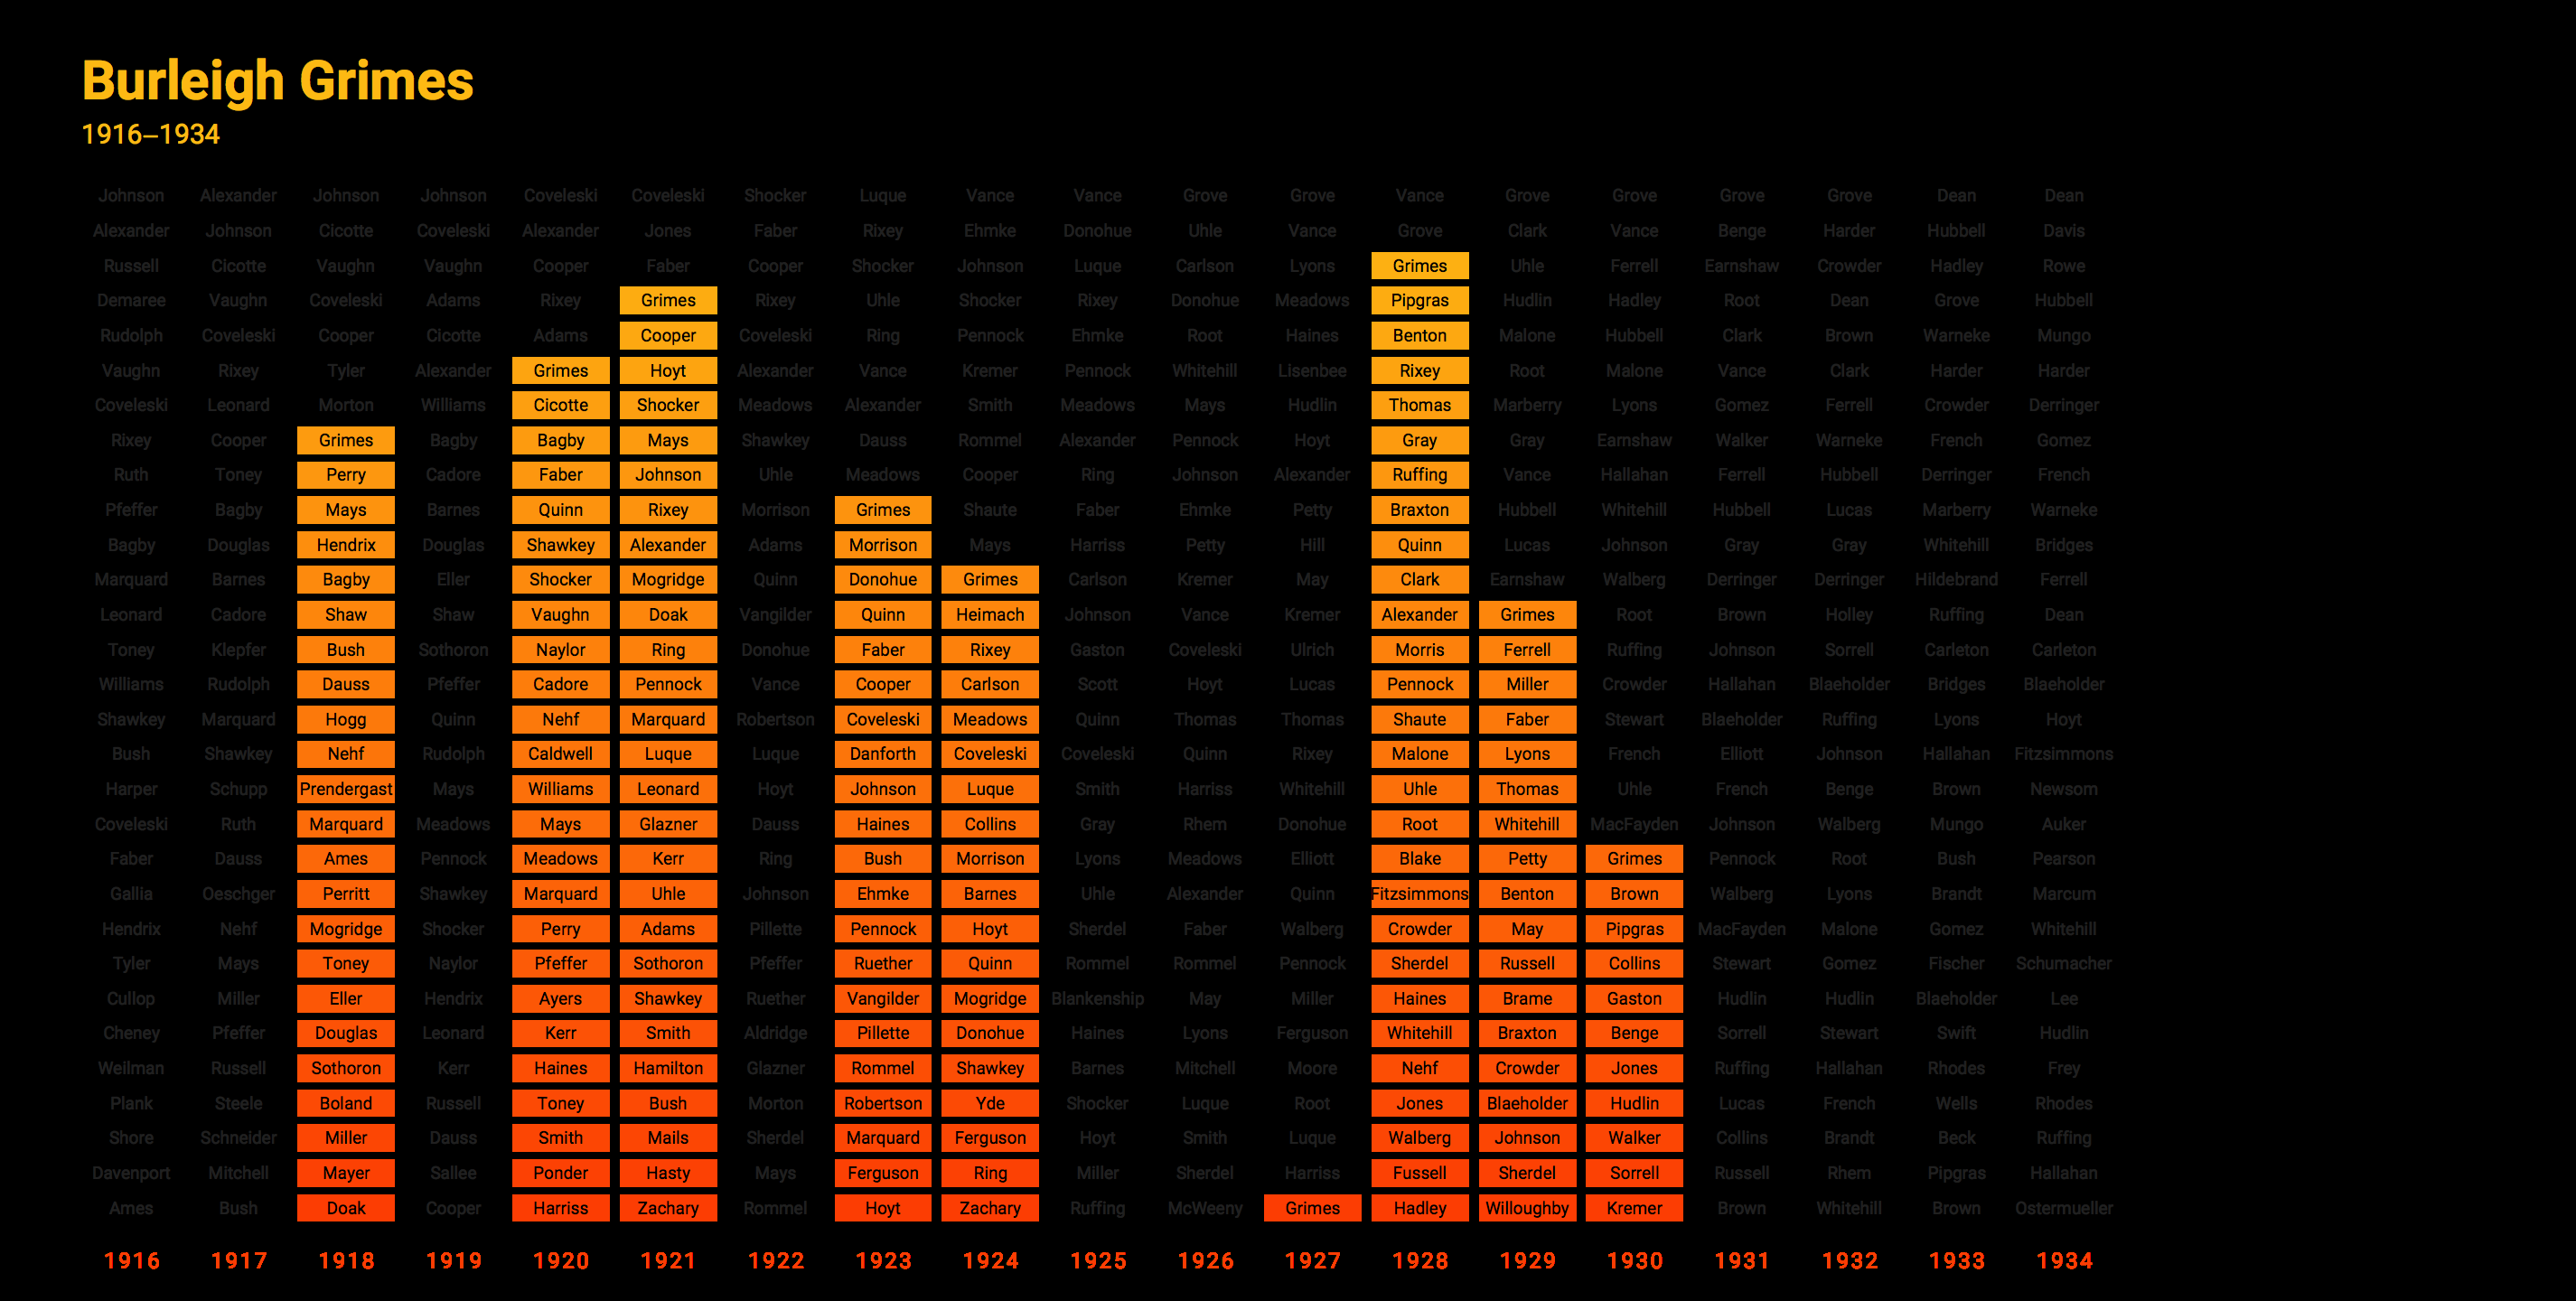 Burleigh Grimes
1916–1934
Johnson Alexander Johnson Johnson Coveleski Coveleski Shocker Luque Vance Vance Grove Grove Vance Grove Grove Grove Grove Dean Dean
Alexander Johnson Cicotte Coveleski Alexander Jones Faber Rixey Ehmke Donohue Uhle Vance Grove Clark Vance Benge Harder Hubbell Davis
Russell Cicotte Vaughn Vaughn Cooper Faber Cooper Shocker Johnson Luque Carlson Lyons Grimes Uhle Ferrell Earnshaw Crowder Hadley Rowe
Demaree Vaughn Coveleski Adams Rixey Grimes Rixey Uhle Shocker Rixey Donohue Meadows Pipgras Hudlin Hadley Root Dean Grove Hubbell
Rudolph Coveleski Cooper Cicotte Adams Cooper Coveleski Ring Pennock Ehmke Root Haines Benton Malone Hubbell Clark Brown Warneke Mungo
Vaughn Rixey Tyler Alexander Grimes Hoyt Alexander Vance Kremer Pennock Whitehill Lisenbee Rixey Root Malone Vance Clark Harder Harder
Coveleski Leonard Morton Williams Cicotte Shocker Meadows Alexander Smith Meadows Mays Hudlin Thomas Marberry Lyons Gomez Ferrell Crowder Derringer
Rixey Cooper Grimes Bagby Bagby Mays Shawkey Dauss Rommel Alexander Pennock Hoyt Gray Gray Earnshaw Walker Warneke French Gomez
Ruth Toney Perry Cadore Faber Johnson Uhle Meadows Cooper Ring Johnson Alexander Ruffing Vance Hallahan Ferrell Hubbell Derringer French
Pfeffer Bagby Mays Barnes Quinn Rixey Morrison Grimes Shaute Faber Ehmke Petty Braxton Hubbell Whitehill Hubbell Lucas Marberry Warneke
Bagby Douglas Hendrix Douglas Shawkey Alexander Adams Morrison Mays Harriss Petty Hill Quinn Lucas Johnson Gray Gray Whitehill Bridges
Marquard Barnes Bagby Eller Shocker Mogridge Quinn Donohue Grimes Carlson Kremer May Clark Earnshaw Walberg Derringer Derringer Hildebrand Ferrell
Leonard Cadore Shaw Shaw Vaughn Doak Vangilder Quinn Heimach Johnson Vance Kremer Alexander Grimes Root Brown Holley Ruffing Dean
Toney Klepfer Bush Sothoron Naylor Ring Donohue Faber Rixey Gaston Coveleski Ulrich Morris Ferrell Ruffing Johnson Sorrell Carleton Carleton
Williams Rudolph Dauss Pfeffer Cadore Pennock Vance Cooper Carlson Scott Hoyt Lucas Pennock Miller Crowder Hallahan Blaeholder Bridges Blaeholder
Shawkey Marquard Hogg Quinn Nehf Marquard Robertson Coveleski Meadows Quinn Thomas Thomas Shaute Faber Stewart Blaeholder Ruffing Lyons Hoyt
Bush Shawkey Nehf Rudolph Caldwell Luque Luque Danforth Coveleski Coveleski Quinn Rixey Malone Lyons French Elliott Johnson Hallahan Fitzsimmons
Harper Schupp Prendergast Mays Williams Leonard Hoyt Johnson Luque Smith Harriss Whitehill Uhle Thomas Uhle French Benge Brown Newsom
Coveleski Ruth Marquard Meadows Mays Glazner Dauss Haines Collins Gray Rhem Donohue Root Whitehill MacFayden Johnson Walberg Mungo Auker
Faber Dauss Ames Pennock Meadows Kerr Ring Bush Morrison Lyons Meadows Elliott Blake Petty Grimes Pennock Root Bush Pearson
Gallia Oeschger Perritt Shawkey Marquard Uhle Johnson Ehmke Barnes Uhle Alexander Quinn Fitzsimmons Benton Brown Walberg Lyons Brandt Marcum
Hendrix Nehf Mogridge Shocker Perry Adams Pillette Pennock Hoyt Sherdel Faber Walberg Crowder May Pipgras MacFayden Malone Gomez Whitehill
Tyler Mays Toney Naylor Pfeffer Sothoron Pfeffer Ruether Quinn Rommel Rommel Pennock Sherdel Russell Collins Stewart Gomez Fischer Schumacher
Cullop Miller Eller Hendrix Ayers Shawkey Ruether Vangilder Mogridge Blankenship May Miller Haines Brame Gaston Hudlin Hudlin Blaeholder Lee
Cheney Pfeffer Douglas Leonard Kerr Smith Aldridge Pillette Donohue Haines Lyons Ferguson Whitehill Braxton Benge Sorrell Stewart Swift Hudlin
Weilman Russell Sothoron Kerr Haines Hamilton Glazner Rommel Shawkey Barnes Mitchell Moore Nehf Crowder Jones Ruffing Hallahan Rhodes Frey
Plank Steele Boland Russell Toney Bush Morton Robertson Yde Shocker Luque Root Jones Blaeholder Hudlin Lucas French Wells Rhodes
Shore Schneider Miller Dauss Smith Mails Sherdel Marquard Ferguson Hoyt Smith Luque Walberg Johnson Walker Collins Brandt Beck Ruffing
Davenport Mitchell Mayer Sallee Ponder Hasty Mays Ferguson Ring Miller Sherdel Harriss Fussell Sherdel Sorrell Russell Rhem Pipgras Hallahan
Ames Bush Doak Cooper Harriss Zachary Rommel Hoyt Zachary Ruffing McWeeny Grimes Hadley Willoughby Kremer Brown Whitehill Brown Ostermueller
1916 1917 1918 1919 1920 1921 1922 1923 1924 1925 1926 1927 1928 1929 1930 1931 1932 1933 1934